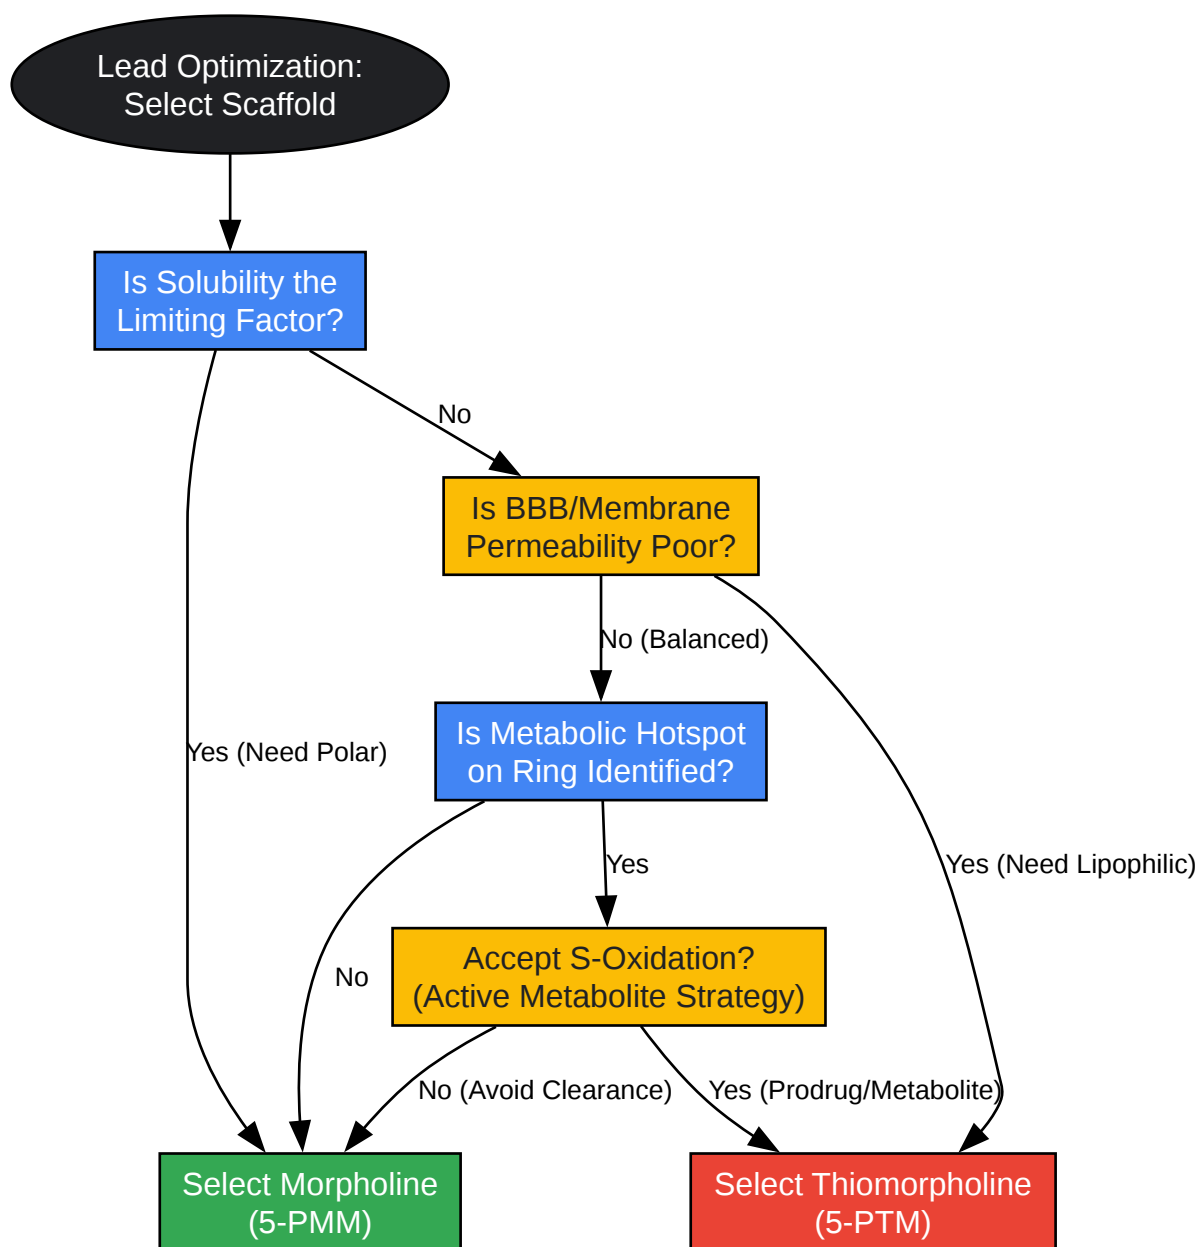 Lead Optimization:
Select Scaffold
Is Solubility the
Limiting Factor?
No
Is BBB/Membrane
Permeability Poor?
No (Balanced)
Is Metabolic Hotspot
on Ring Identified?
Yes (Need Polar)
Yes
Yes (Need Lipophilic)
Accept S-Oxidation?
(Active Metabolite Strategy)
No
No (Avoid Clearance)
Yes (Prodrug/Metabolite)
Select Morpholine
(5-PMM)
Select Thiomorpholine
(5-PTM)